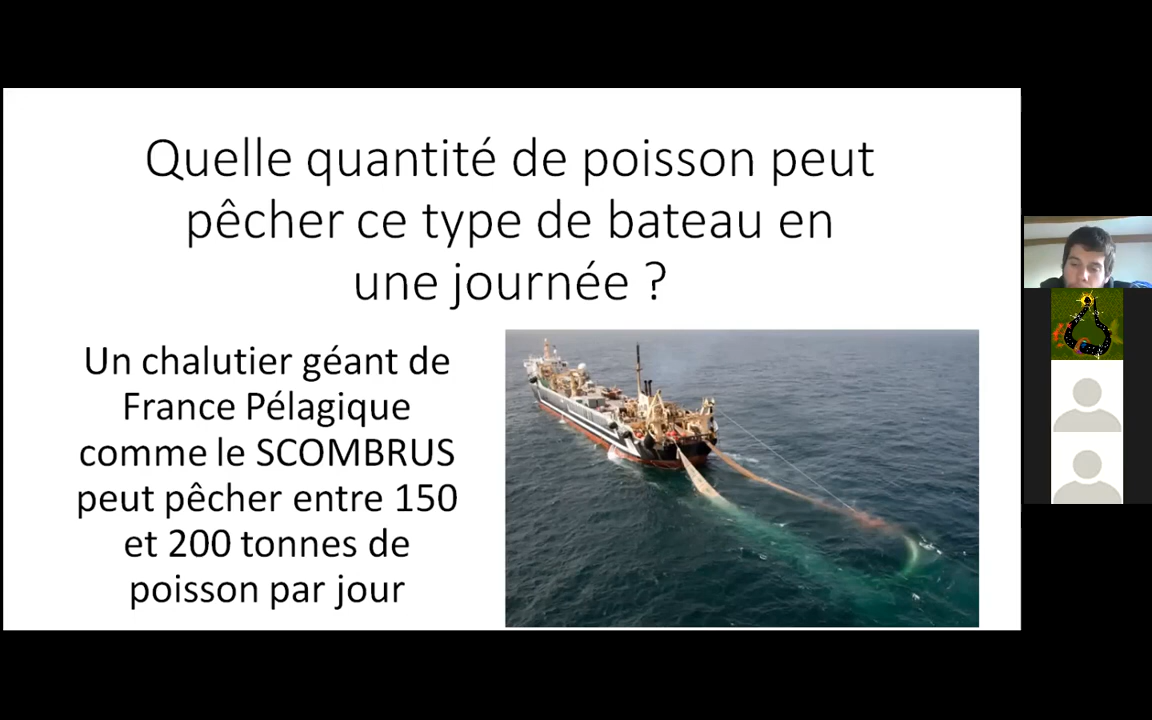 Quelle quantité de poisson peut
pêcher ce type de bateau en
une journée ?
Un chalutier géant de
France Pélagique
comme le SCOMBRUS
peut pêcher entre 150
et 200 tonnes de
poisson par jour